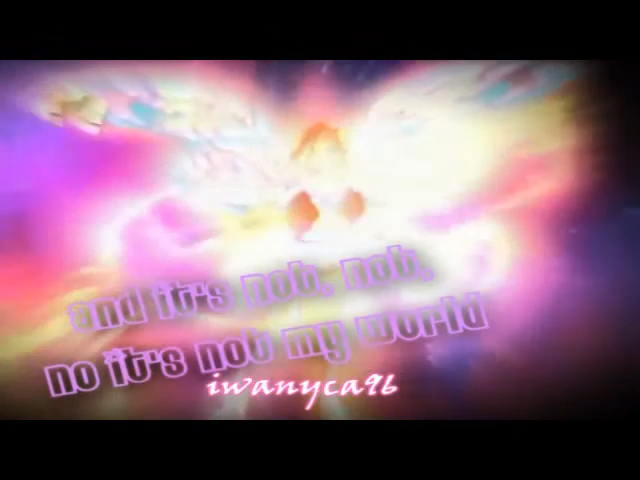 and it's not, not,
no it's not my world
iwanyca96